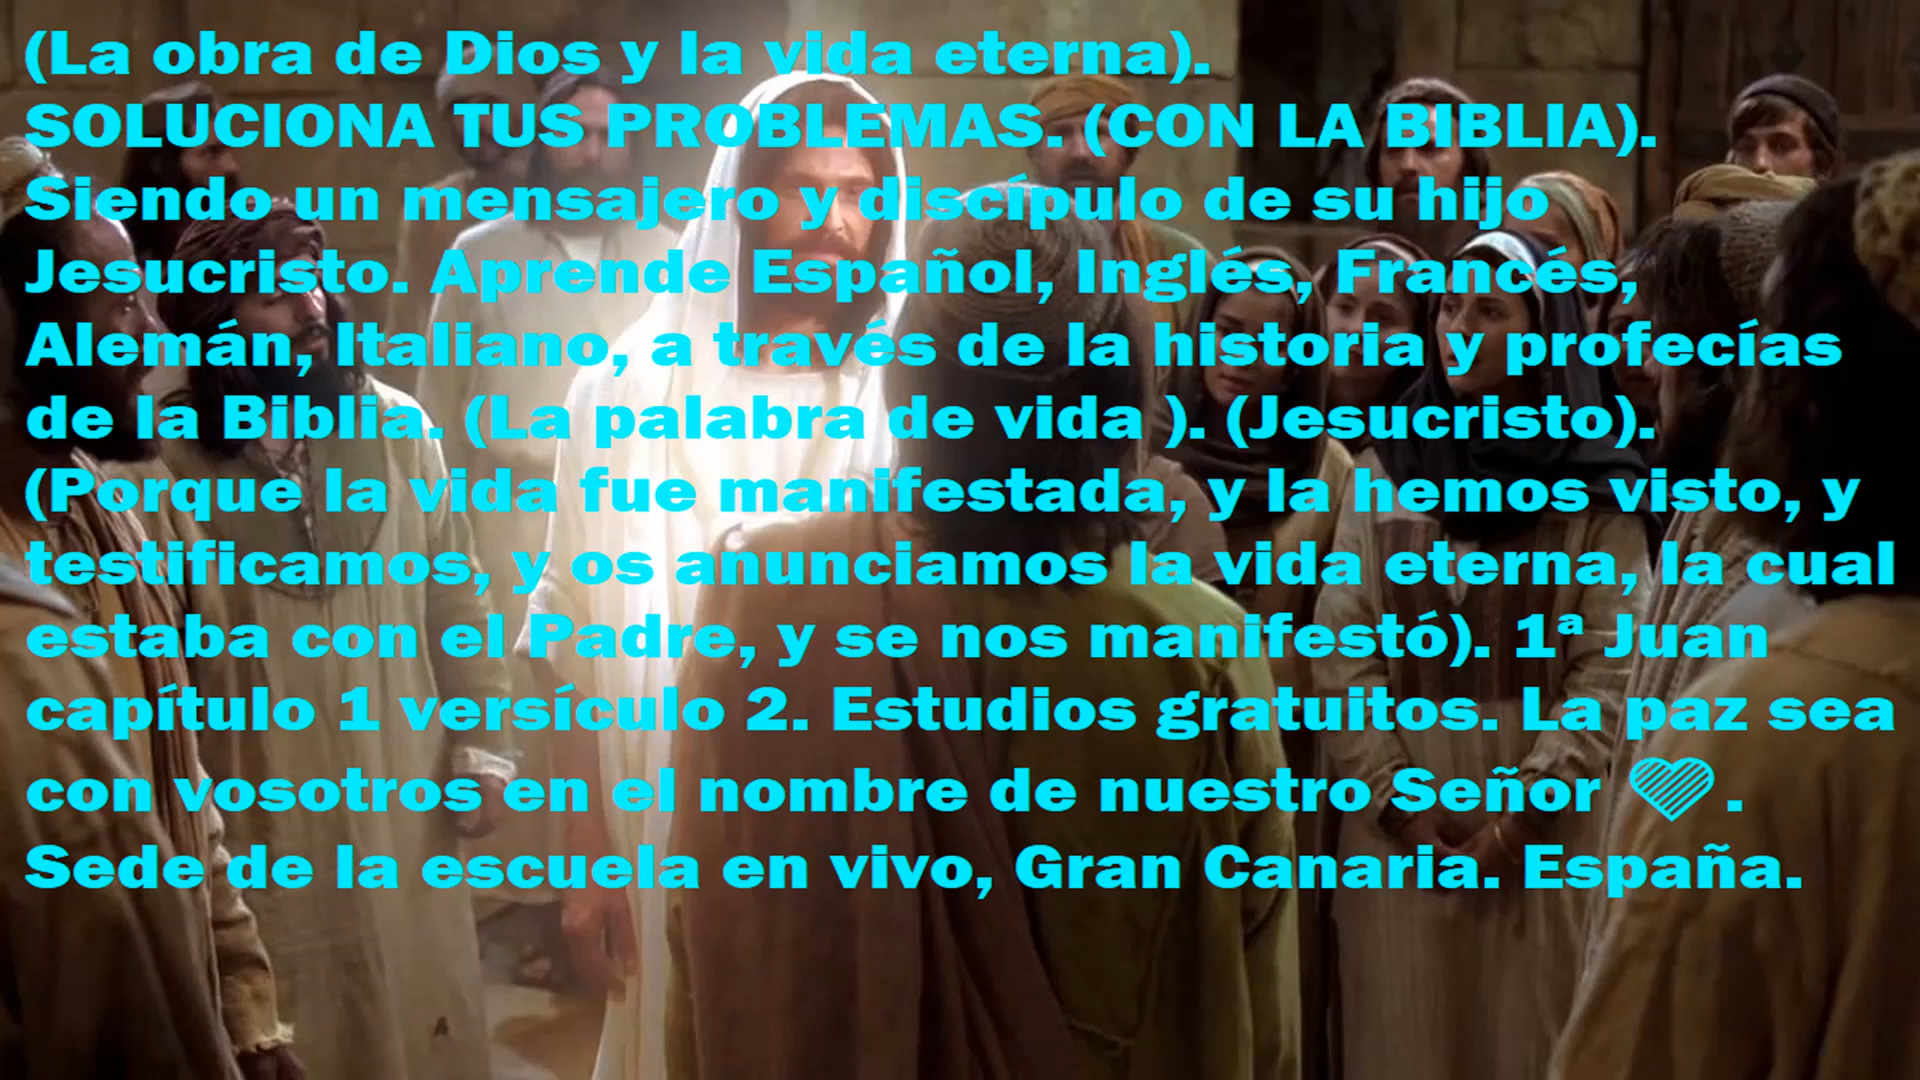 (La obra de Dios y la vida eterna).
SOLUCIONA TUS PROBLEMAS. (CON LA BIBLIA).
Siendo un mensajero y discípulo de su hijo
Jesucristo. Aprende Español, Inglés, Francés,
Alemán, Italiano, a través de la historia y profecías
de la Biblia. (La palabra de vida ). (Jesucristo).
(Porque la vida fue manifestada, y la hemos visto, y
testificamos, y os anunciamos la vida eterna, la cual
estaba con el Padre, y se nos manifestó). 1ª Juan
capítulo 1 versículo 2. Estudios gratuitos. La paz sea
con vosotros en el nombre de nuestro Señor 💙.
Sede de la escuela en vivo, Gran Canaria. España.